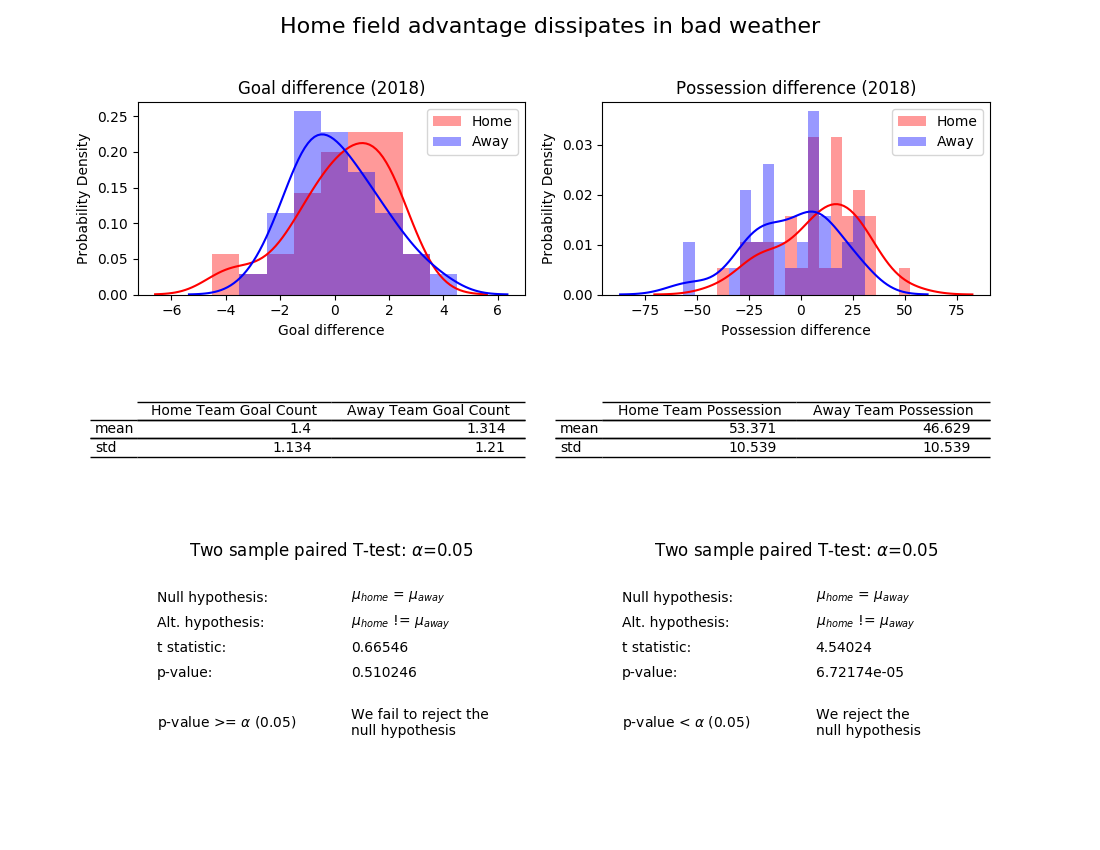 Home field advantage dissipates in bad weather
Goal difference (2018)
Probability Density
0.25
0.20
0.15
0.10
0.05
0.00
Home
Away
−6 −4 −2 0 2 4 6
Goal difference
Possession difference (2018)
Probability Density
0.03
0.02
0.01
0.00
Home
Away
−75 −50 −25 0 25 50 75
Possession difference
Home Team Goal Count Away Team Goal Count
mean 1.4 1.314
std 1.134 1.21
Home Team Possession Away Team Possession
mean 53.371 46.629
std 10.539 10.539
Two sample paired T-test: α=0.05
Null hypothesis: μhome = μaway
Alt. hypothesis: μhome != μaway
t statistic: 0.66546
p-value: 0.510246
p-value >= α (0.05) We fail to reject the
null hypothesis
Two sample paired T-test: α=0.05
Null hypothesis: μhome = μaway
Alt. hypothesis: μhome != μaway
t statistic: 4.54024
p-value: 6.72174e-05
p-value < α (0.05) We reject the
null hypothesis